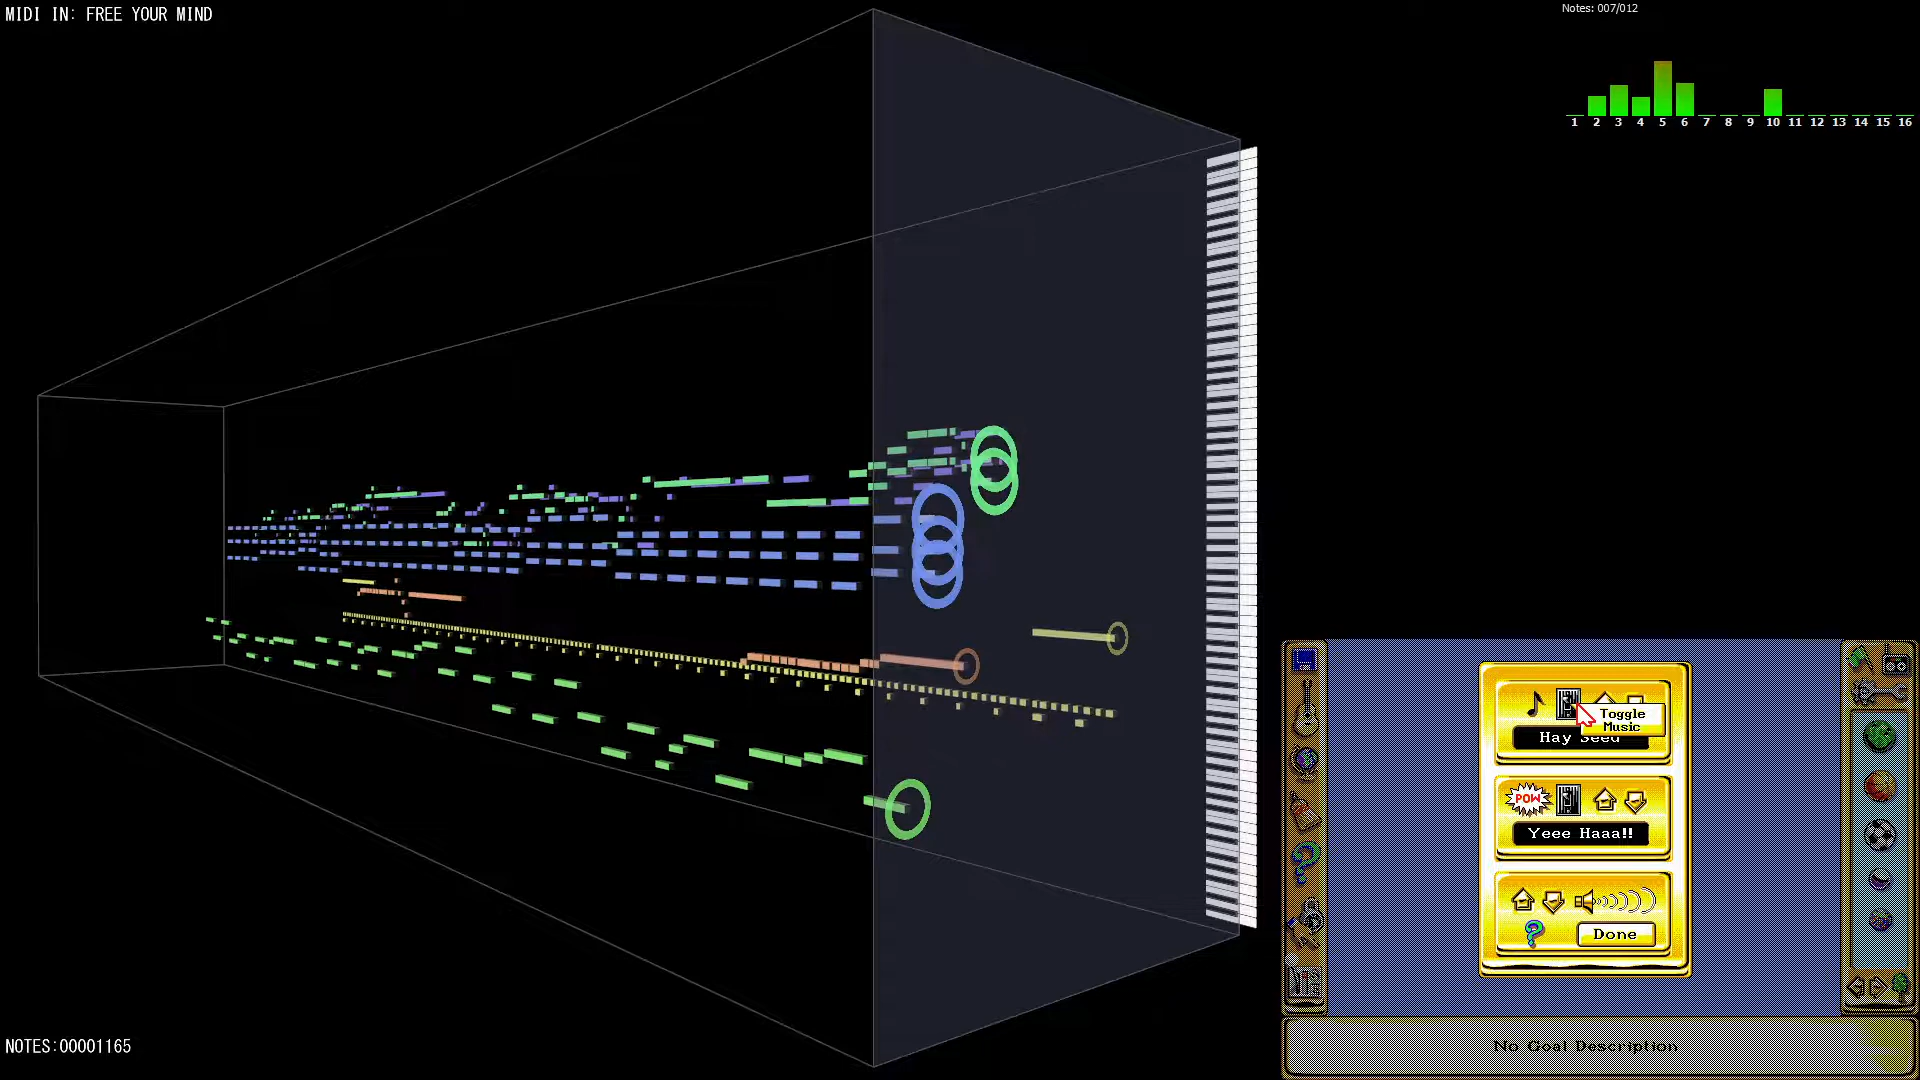 MIDI IN: FREE YOUR MIND
Notes: 007/012
1 2 3 4 5 6 7 8 9 10 11 12 13 14 15 16
Toggle
Music
Hay Seed
POW
Yeee Haaa!!
Done
No Goal Description
NOTES:00001165